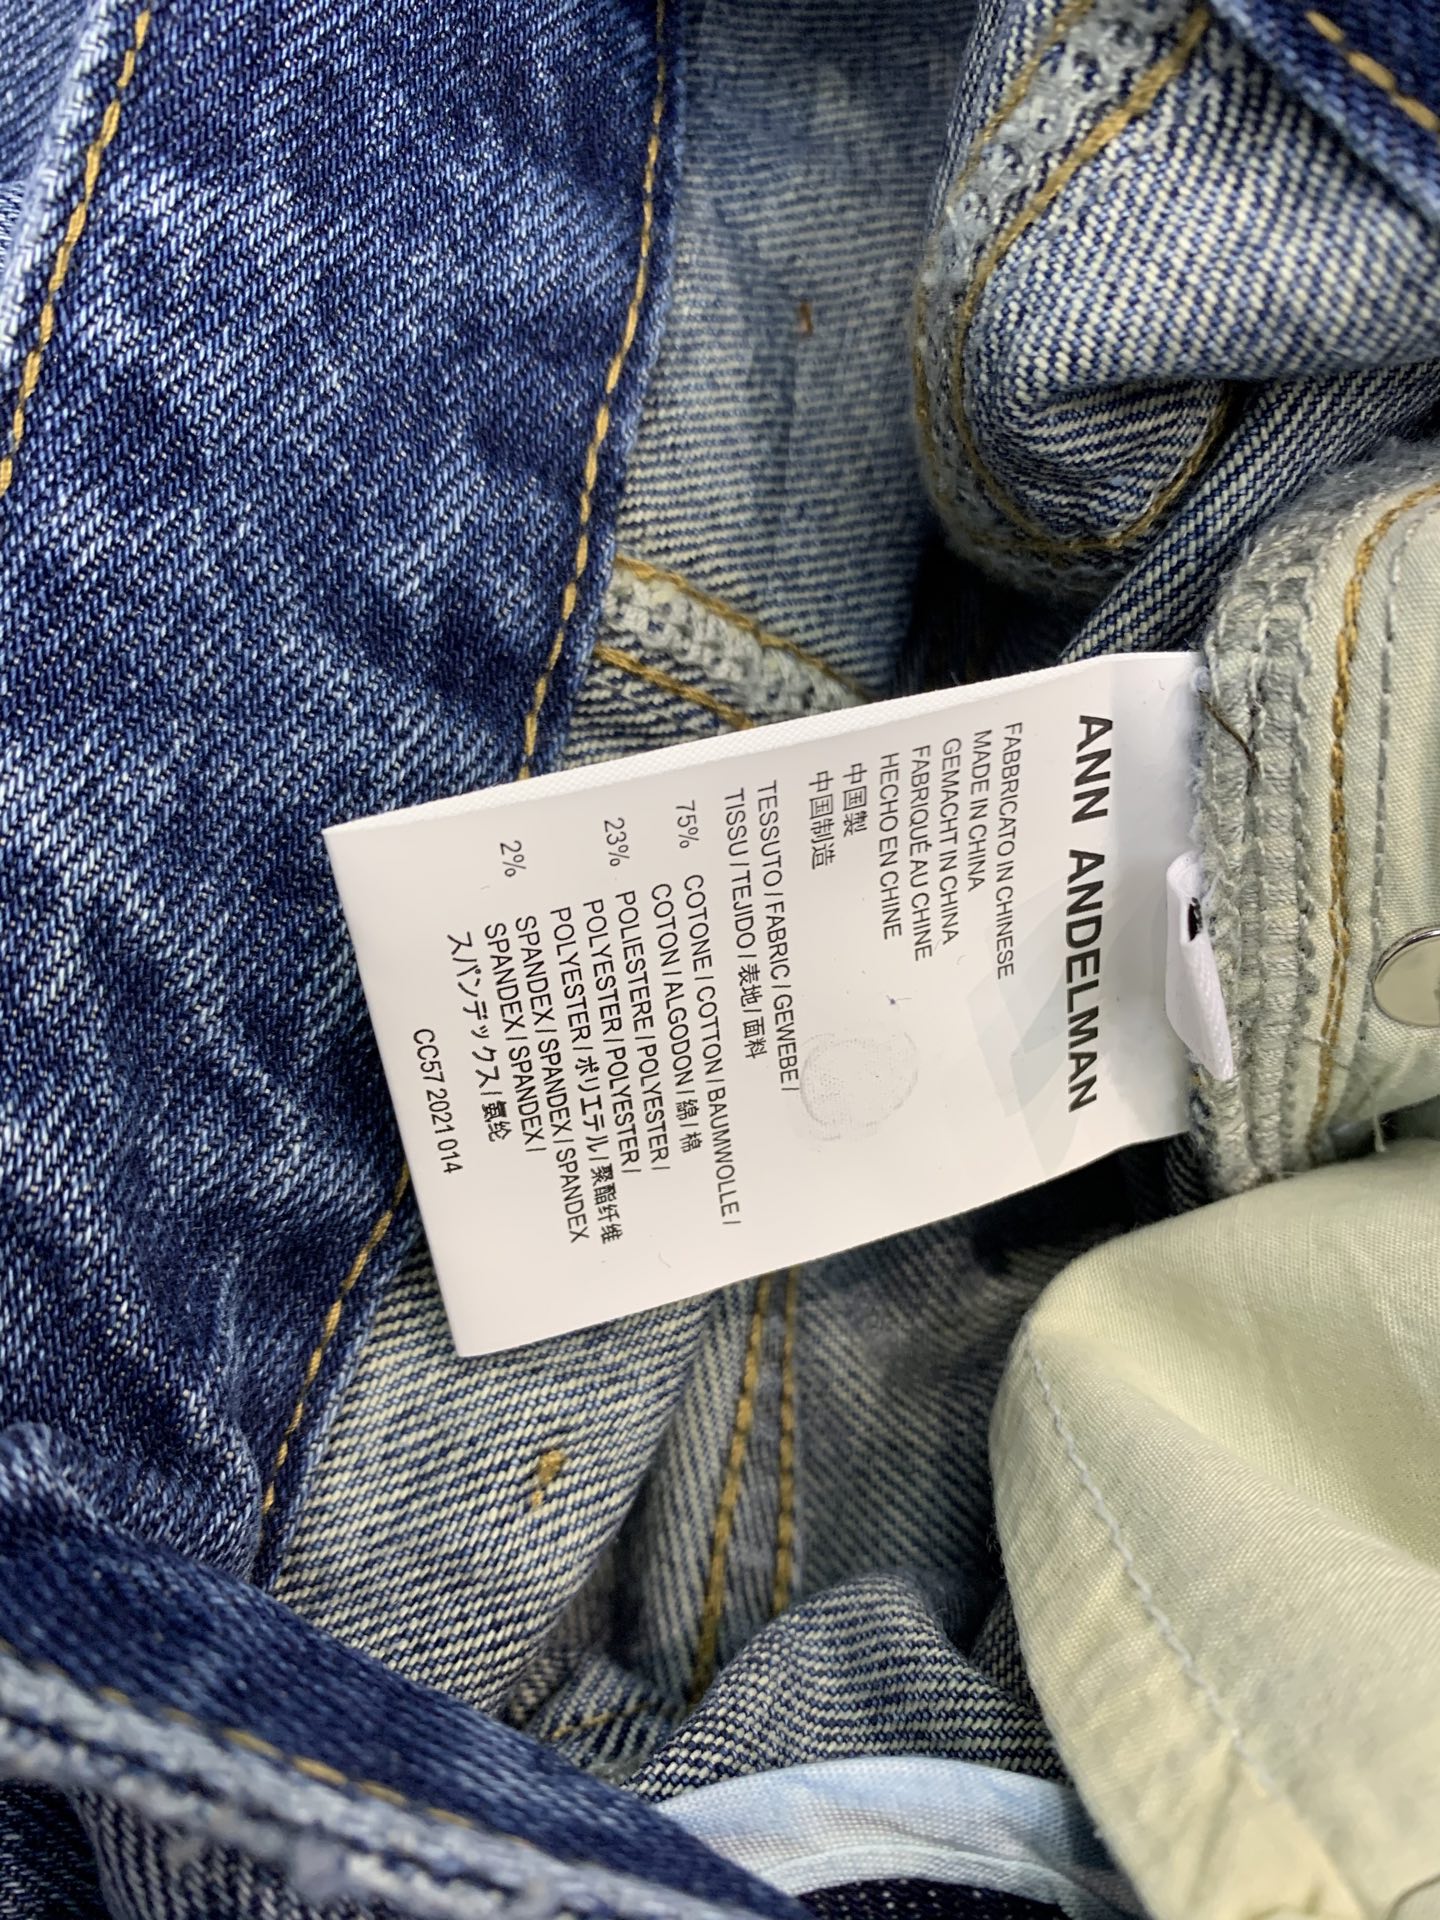 ANN ANDELMAN
FABBRICATO IN CHINESE
MADE IN CHINA
GEMACHT IN CHINA
FABRIQUÉ AU CHINE
HECHO EN CHINE
中国製
中国制造
TESSUTO / FABRIC / GEWEBE /
TISSU / TEJIDO / 表地 / 面料
75% COTONE / COTTON / BAUMWOLLE /
COTON / ALGODON / 綿 / 棉
23% POLIESTERE / POLYESTER /
POLYESTER / POLYESTER /
POLYESTER / ポリエテル / 聚酯纤维
2% SPANDEX / SPANDEX / SPANDEX
SPANDEX / SPANDEX /
スパンデックス / 氨纶
CC57 2021 014